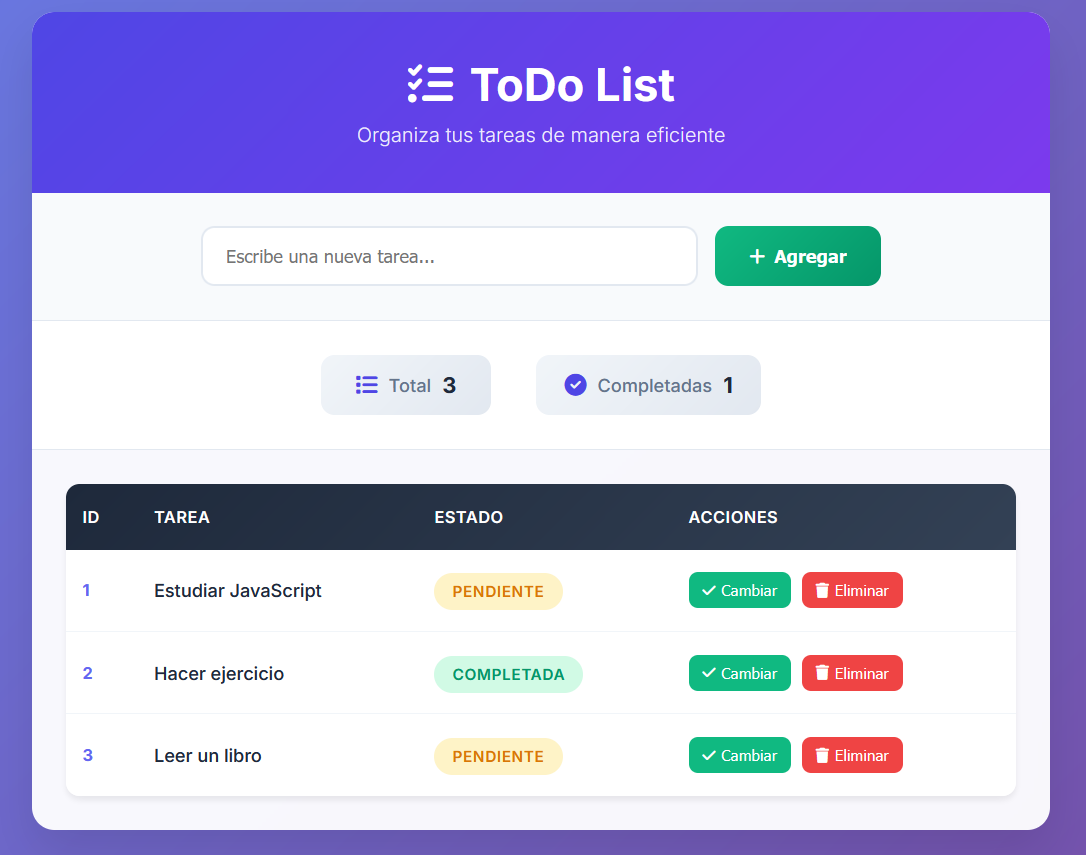 ToDo List
Organiza tus tareas de manera eficiente
Escribe una nueva tarea... + Agregar
Total 3 Completadas 1
ID TAREA ESTADO ACCIONES
1 Estudiar JavaScript PENDIENTE Cambiar Eliminar
2 Hacer ejercicio COMPLETADA Cambiar Eliminar
3 Leer un libro PENDIENTE Cambiar Eliminar